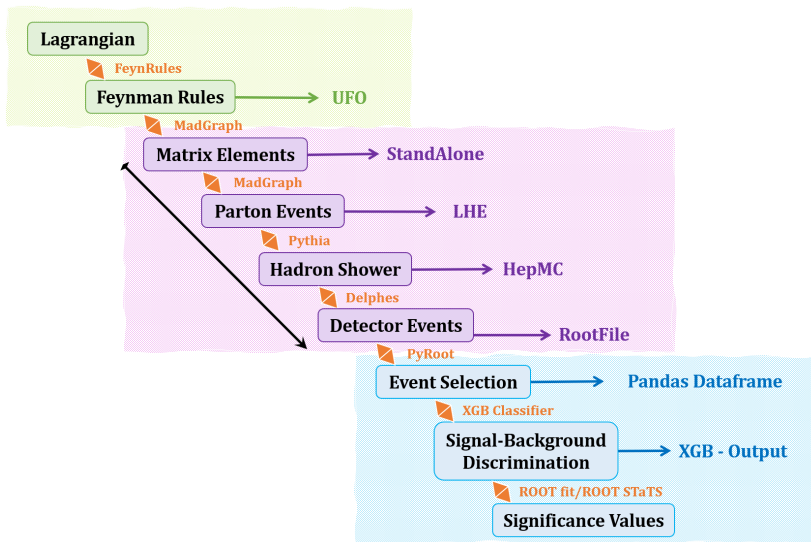 Lagrangian
FeynRules
Feynman Rules
UFO
MadGraph
Matrix Elements
StandAlone
MadGraph
Parton Events
LHE
Pythia
Hadron Shower
HepMC
Delphes
Detector Events
RootFile
PyRoot
Event Selection
Pandas Dataframe
XGB Classifier
Signal-Background
Discrimination
XGB - Output
ROOT fit/ROOT STaTS
Significance Values